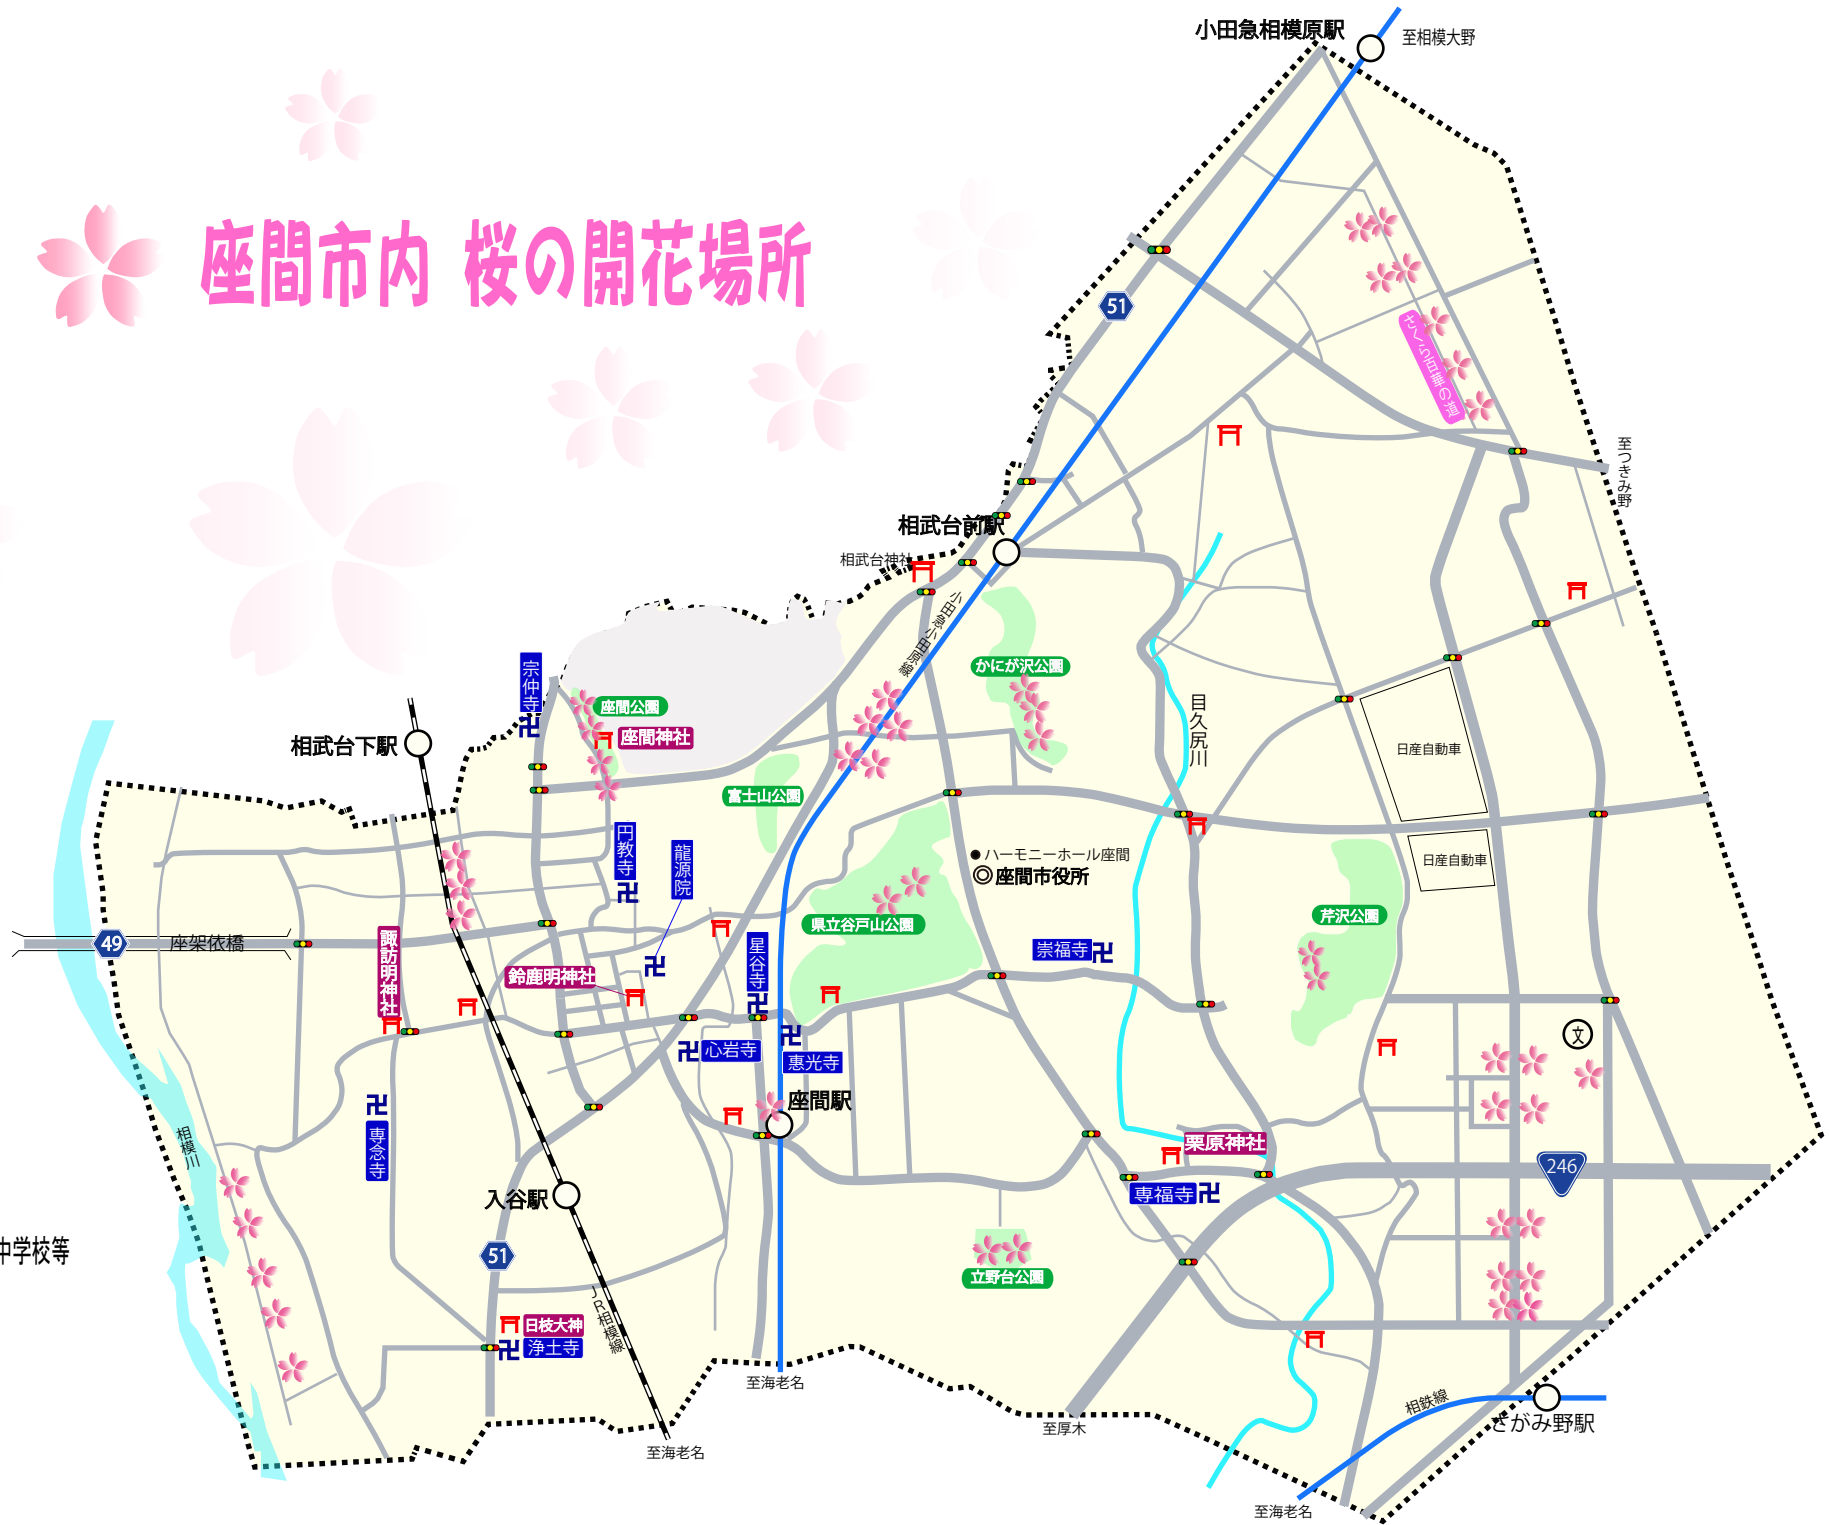 小田急相模原駅
至相模大野
座間市内 桜の開花場所
51
さくら百華の道
至つきみ野
相武台前駅
相武台神社
小田急小田原線
かにが沢公園
宗仲寺
座間公園
座間神社
目久尻川
相武台下駅
日産自動車
富士山公園
円教寺
龍源院
ハーモニーホール座間
座間市役所
日産自動車
県立谷戸山公園
芹沢公園
49
座架依橋
諏訪明神社
星谷寺
崇福寺
鈴鹿明神社
文
心岩寺
惠光寺
座間駅
専念寺
相模川
栗原神社
246
専福寺
入谷駅
中学校等
51
立野台公園
JR相模線
日枝大神
浄土寺
至海老名
相鉄線
さがみ野駅
至厚木
至海老名
至海老名